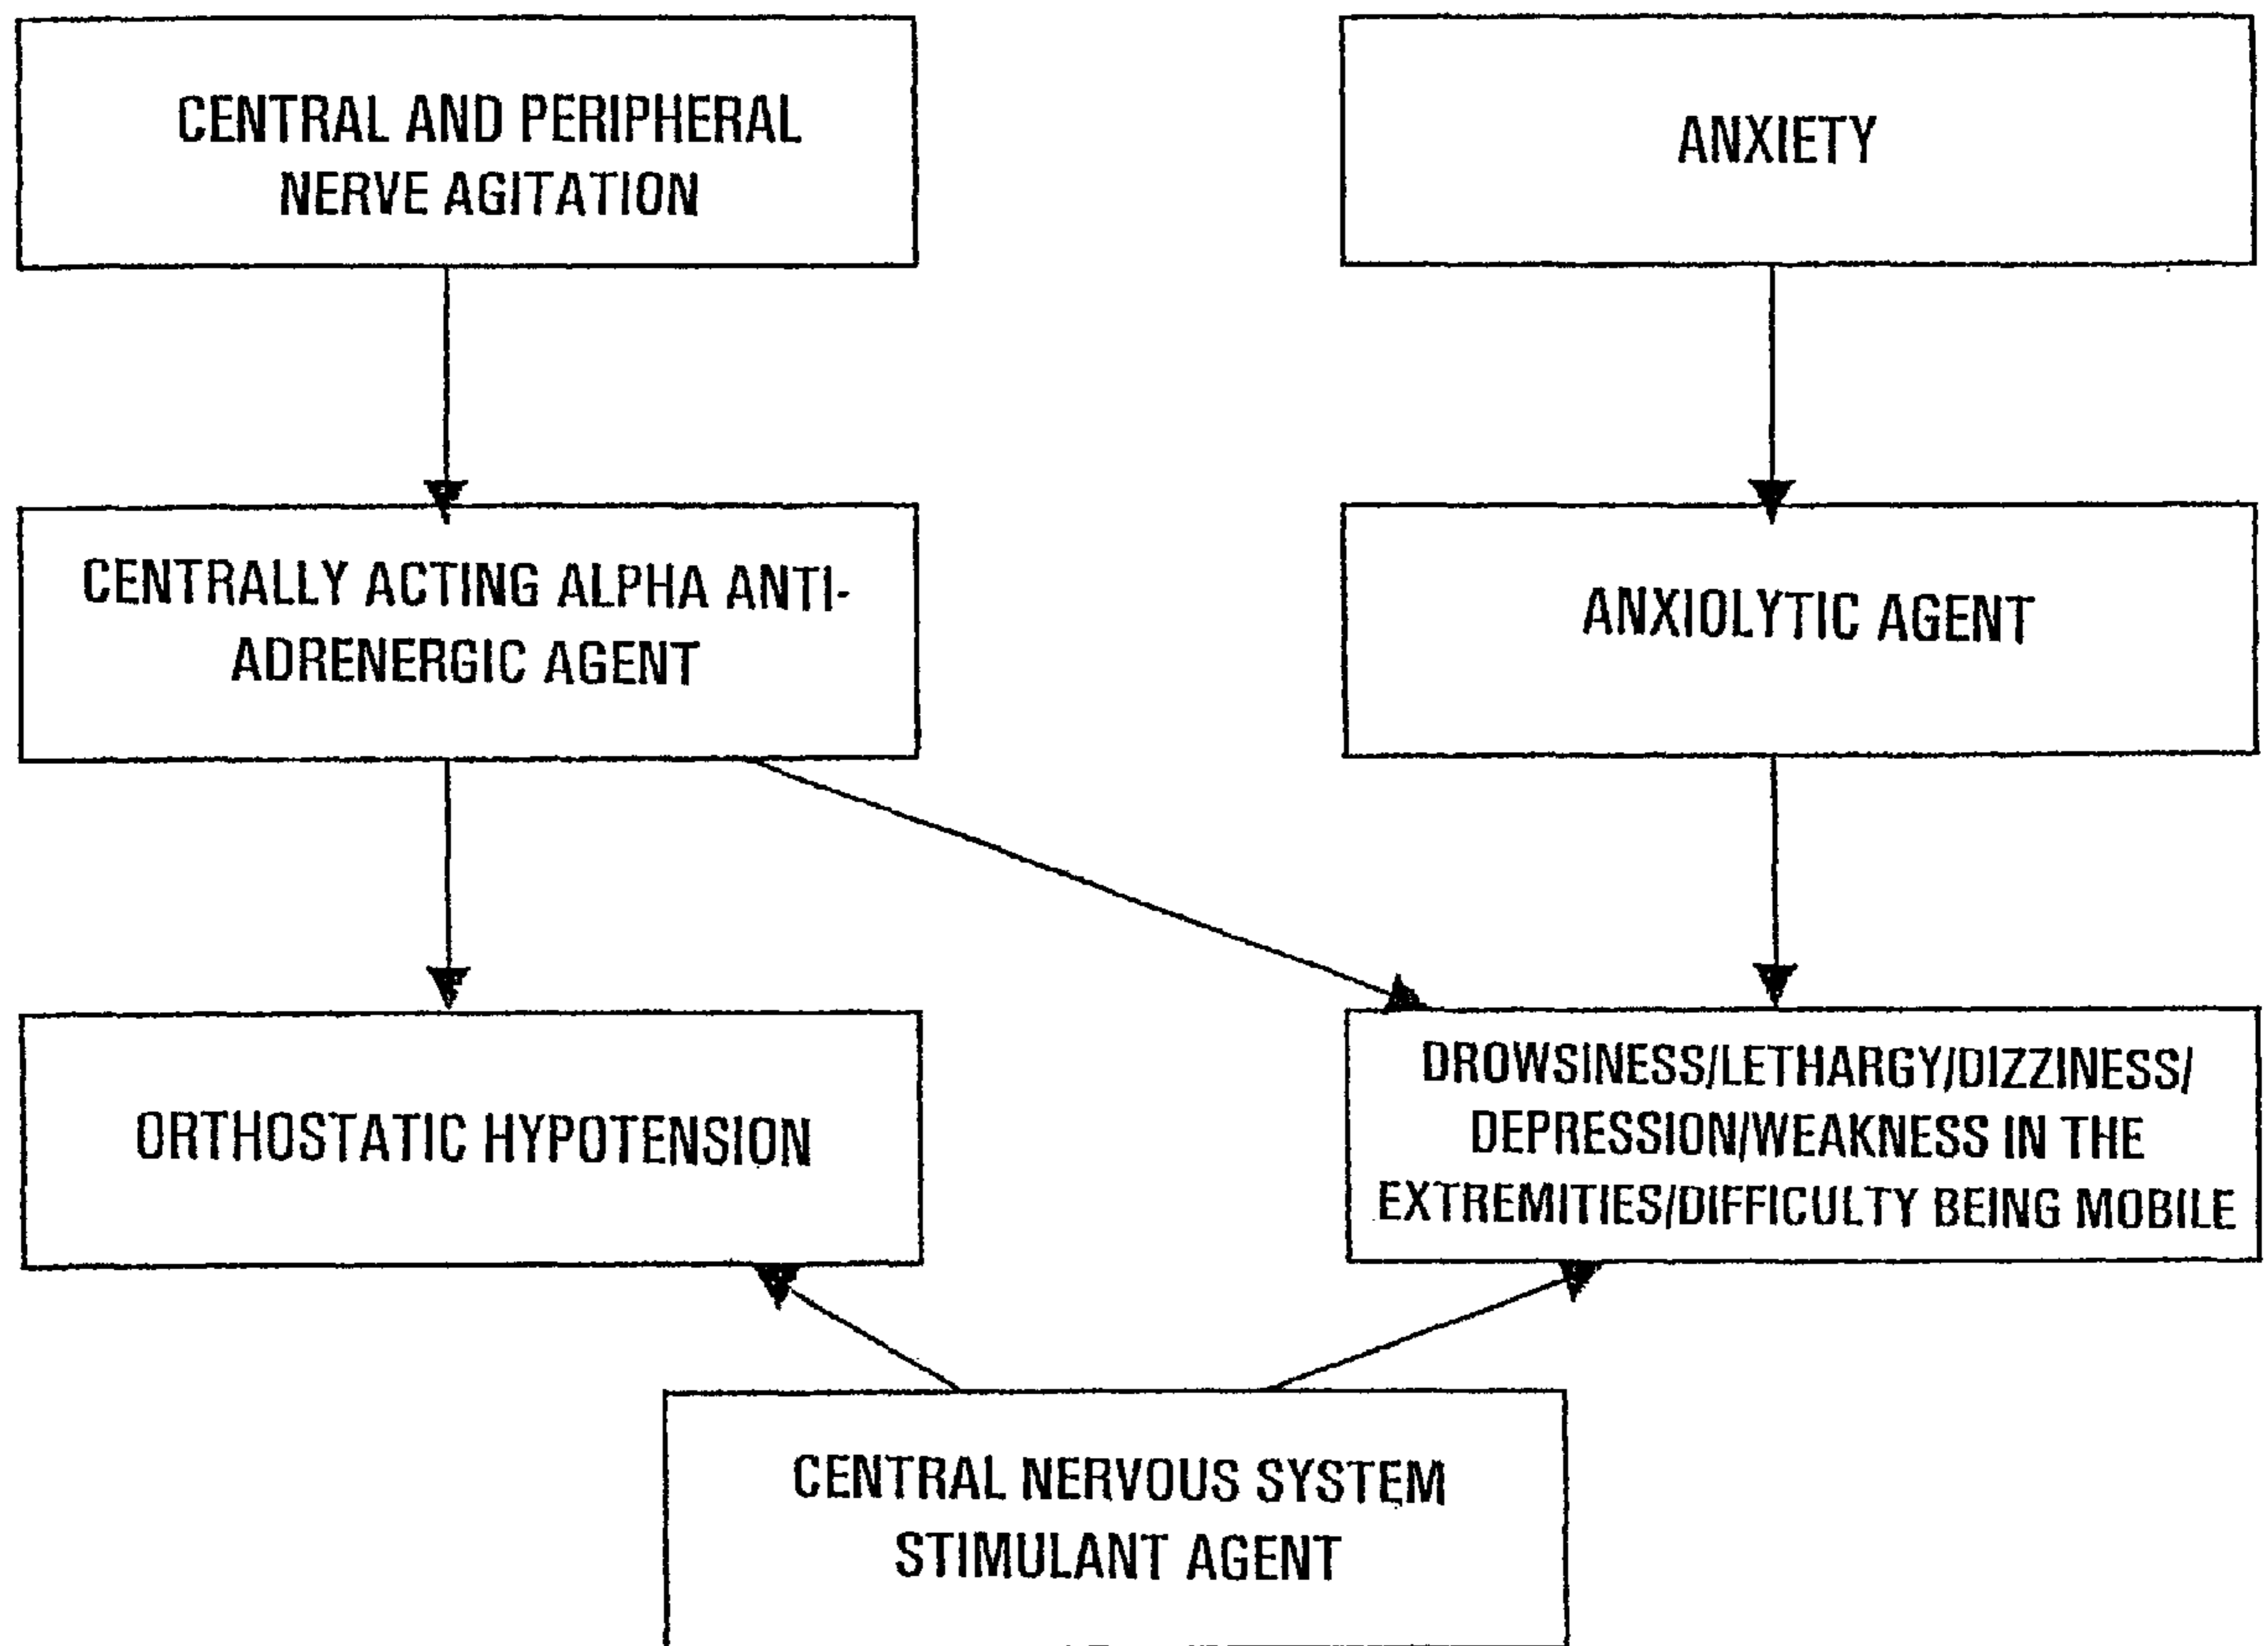 CENTRAL AND PERIPHERAL
NERVE AGITATION
ANXIETY
CENTRALLY ACTING ALPHA ANTI-
ADRENERGIC AGENT
ANXIOLYTIC AGENT
ORTHOSTATIC HYPOTENSION
DROWSINESS/LETHARGY/DIZZINESS/
DEPRESSION/WEAKNESS IN THE
EXTREMITIES/DIFFICULTY BEING MOBILE
CENTRAL NERVOUS SYSTEM
STIMULANT AGENT